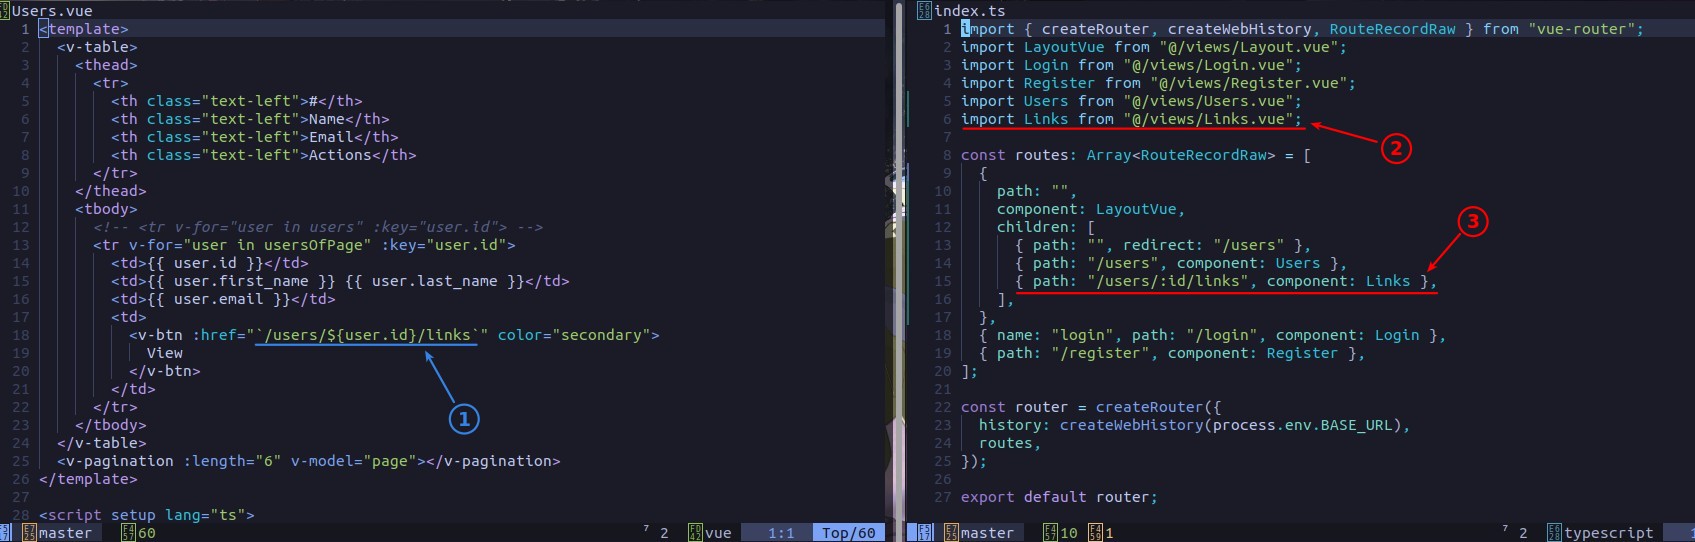 Users.vue
1 <template>
2 <v-table>
3 <thead>
4 <tr>
5 <th class="text-left">#</th>
6 <th class="text-left">Name</th>
7 <th class="text-left">Email</th>
8 <th class="text-left">Actions</th>
9 </tr>
10 </thead>
11 <tbody>
12 <!-- <tr v-for="user in users" :key="user.id"> -->
13 <tr v-for="user in usersOfPage" :key="user.id">
14 <td>{{ user.id }}</td>
15 <td>{{ user.first_name }} {{ user.last_name }}</td>
16 <td>{{ user.email }}</td>
17 <td>
18 <v-btn :href="`/users/${user.id}/links`" color="secondary">
19 View
20 </v-btn>
21 </td>
22 </tr>
23 </tbody>
24 </v-table>
25 <v-pagination :length="6" v-model="page"></v-pagination>
26 </template>
27
28 <script setup lang="ts">
master 60 7 2 vue 1:1 Top/60
1
index.ts
1 import { createRouter, createWebHistory, RouteRecordRaw } from "vue-router";
2 import LayoutVue from "@/views/Layout.vue";
3 import Login from "@/views/Login.vue";
4 import Register from "@/views/Register.vue";
5 import Users from "@/views/Users.vue";
6 import Links from "@/views/Links.vue";
7
8 const routes: Array<RouteRecordRaw> = [
9 {
10 path: "",
11 component: LayoutVue,
12 children: [
13 { path: "", redirect: "/users" },
14 { path: "/users", component: Users },
15 { path: "/users/:id/links", component: Links },
16 ],
17 },
18 { name: "login", path: "/login", component: Login },
19 { path: "/register", component: Register },
20 ];
21
22 const router = createRouter({
23 history: createWebHistory(process.env.BASE_URL),
24 routes,
25 });
26
27 export default router;
master 10 1 7 2 typescript 1
2
3